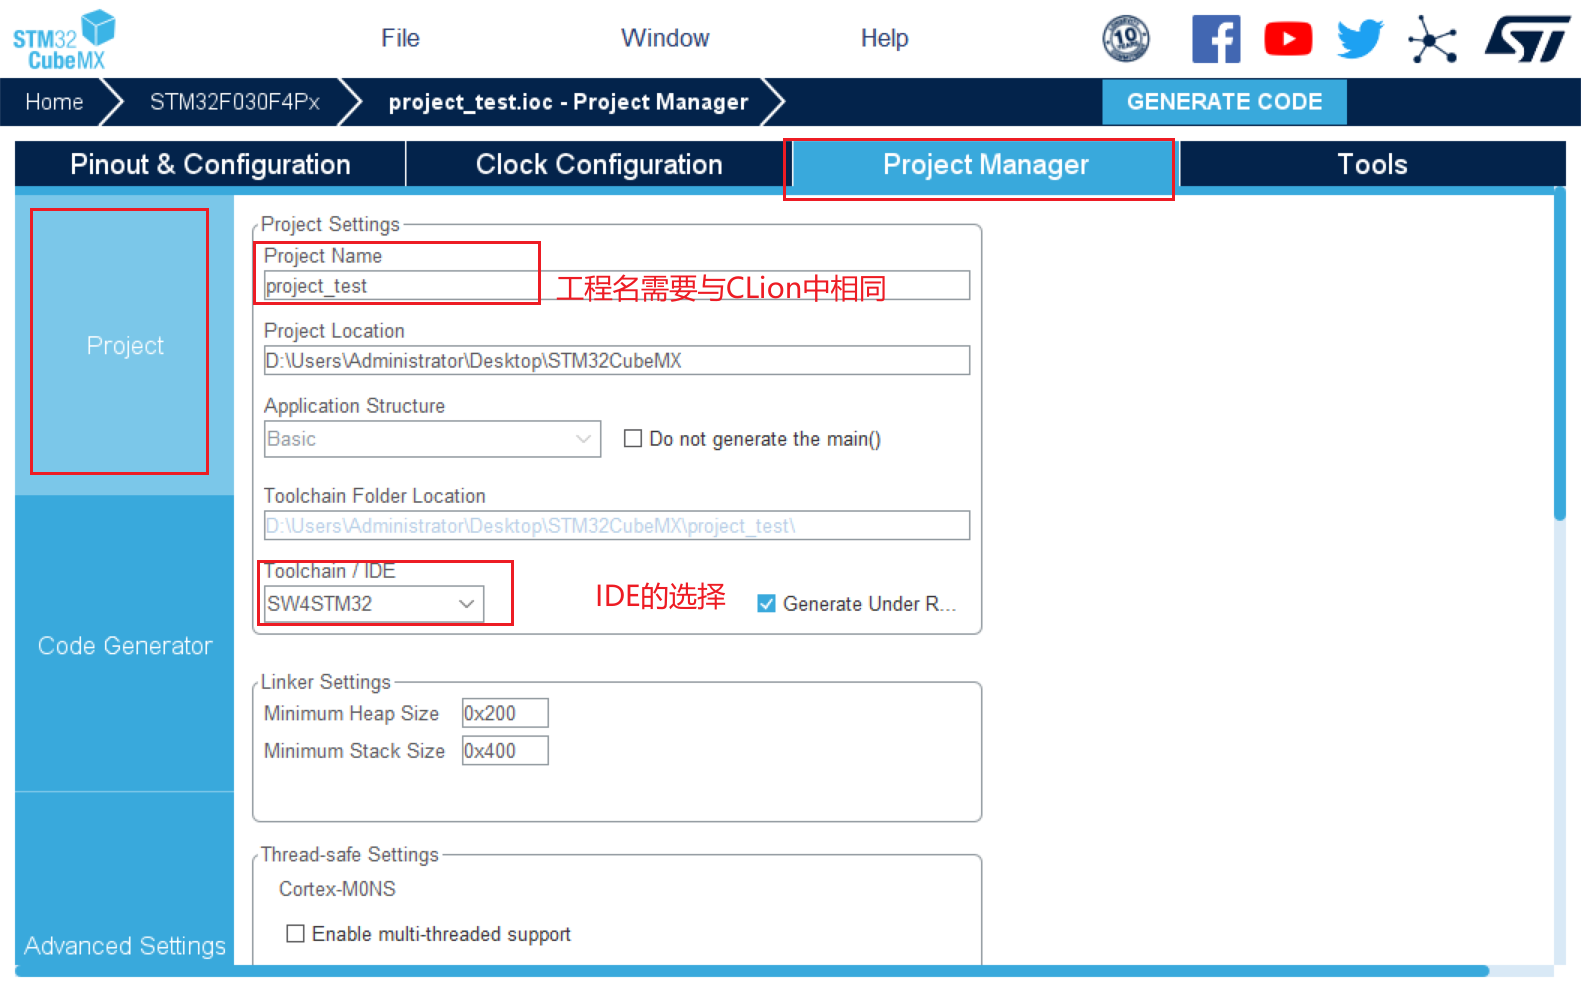 STM32
CubeMX
File
Window
Help
10
Home
STM32F030F4Px
project_test.ioc - Project Manager
GENERATE CODE
Pinout & Configuration
Clock Configuration
Project Manager
Tools
Project
Code Generator
Advanced Settings
Project Settings
Project Name
project_test
工程名需要与CLion中相同
Project Location
D:\Users\Administrator\Desktop\STM32CubeMX
Application Structure
Basic
Do not generate the main()
Toolchain Folder Location
D:\Users\Administrator\Desktop\STM32CubeMX\project_test\
Toolchain / IDE
SW4STM32
IDE的选择
Generate Under R...
Linker Settings
Minimum Heap Size
0x200
Minimum Stack Size
0x400
Thread-safe Settings
Cortex-M0NS
Enable multi-threaded support